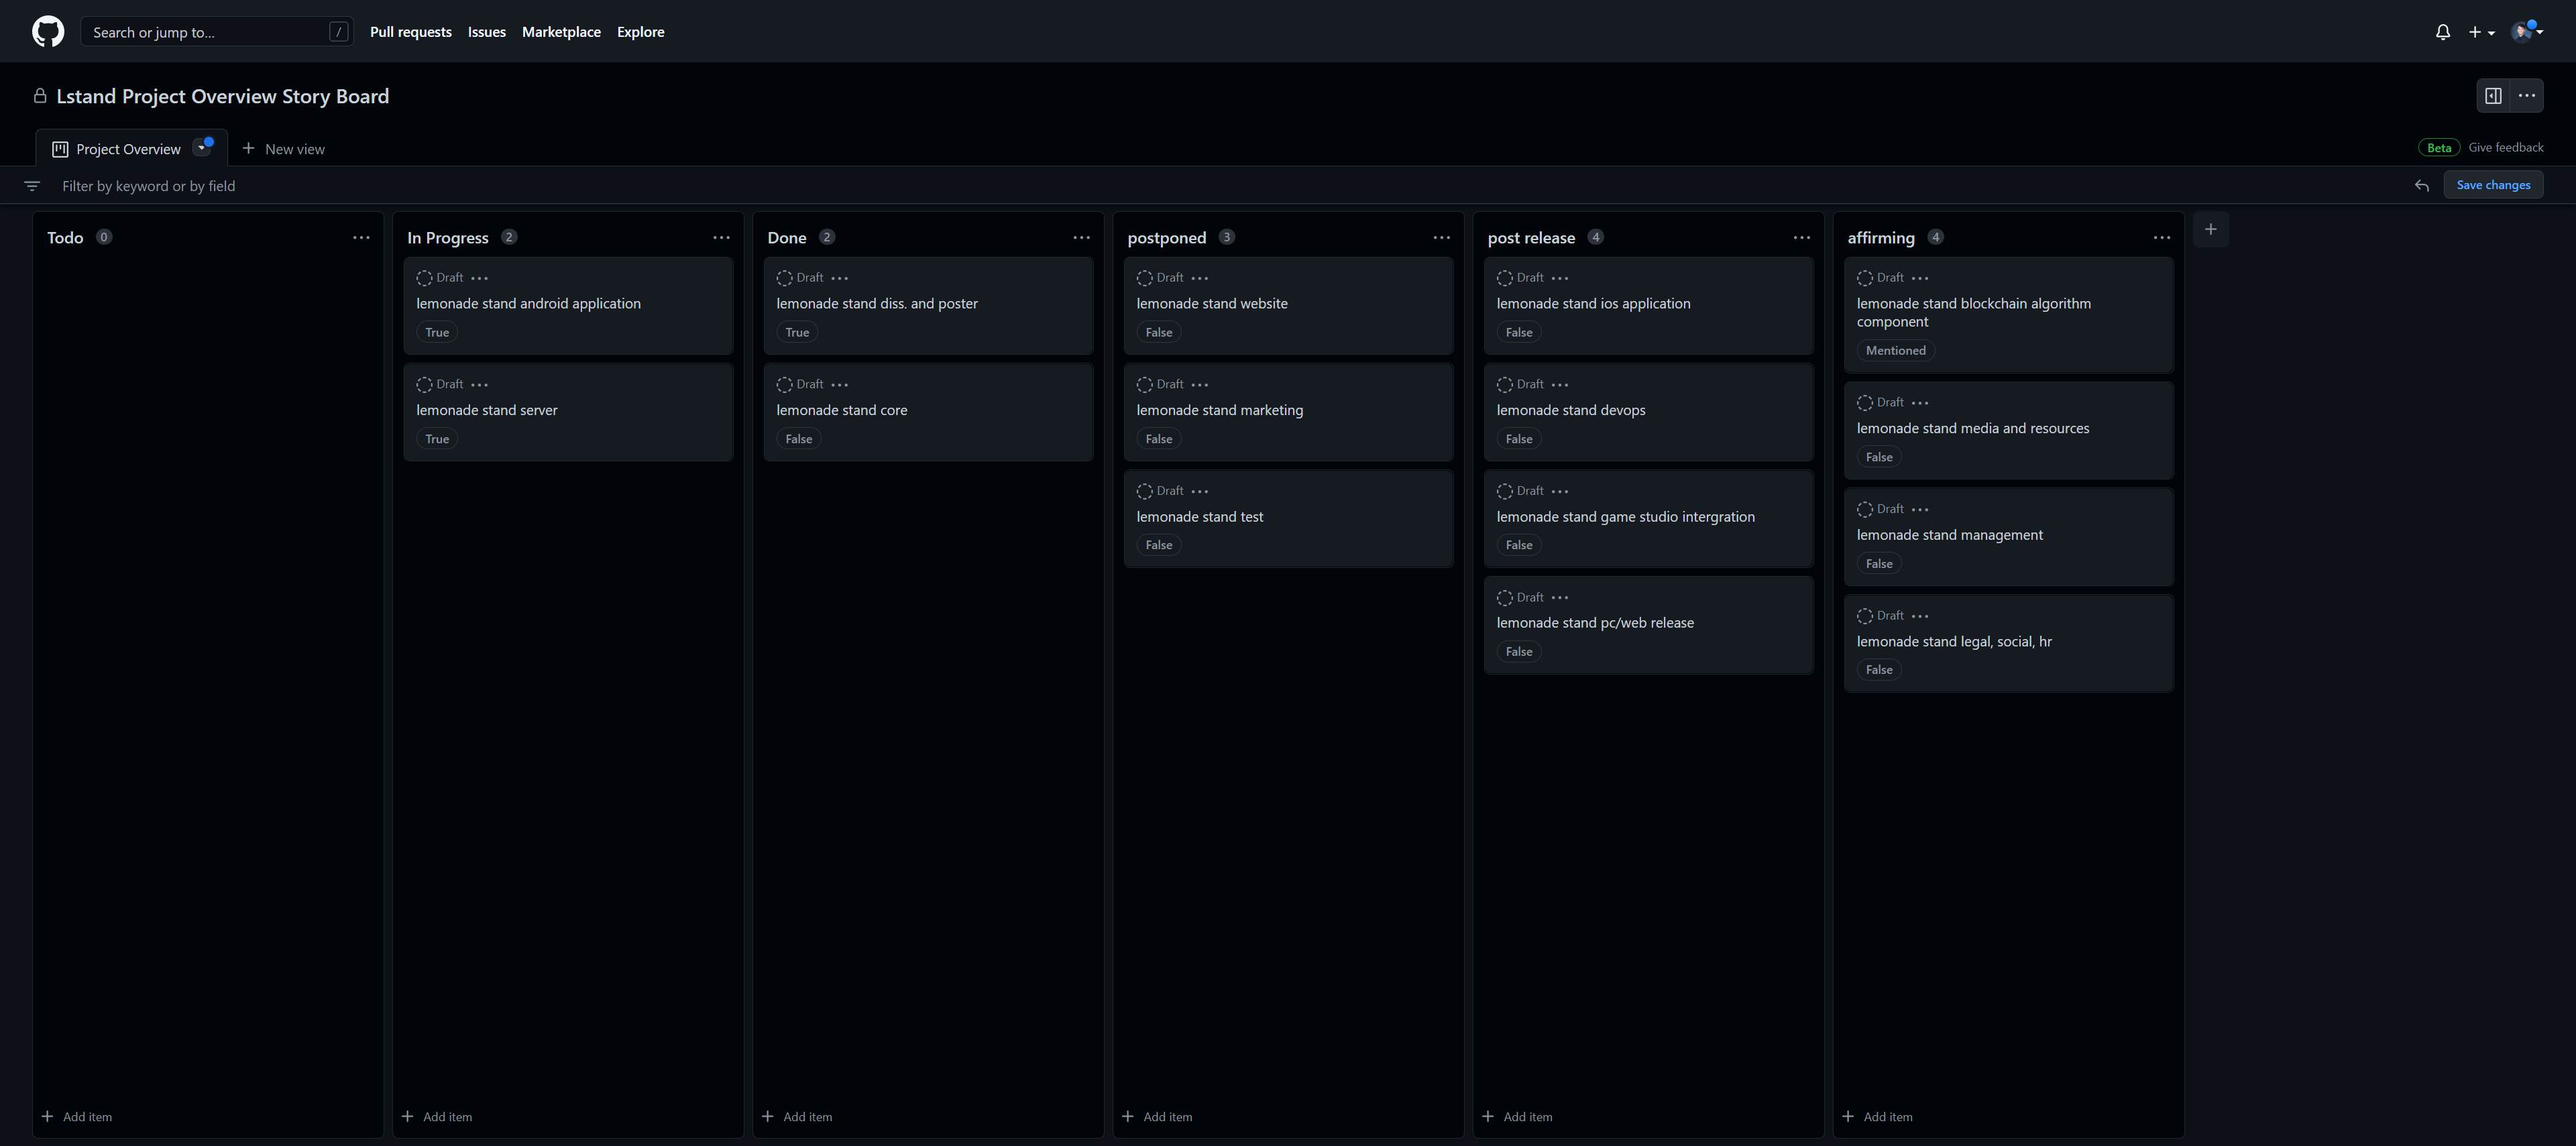 Search or jump to...
/
Pull requests
Issues
Marketplace
Explore
Lstand Project Overview Story Board
Project Overview
New view
Beta
Give feedback
Filter by keyword or by field
Save changes
Todo 0
Add item
In Progress 2
Draft
lemonade stand android application
True
Draft
lemonade stand server
True
Add item
Done 2
Draft
lemonade stand diss. and poster
True
Draft
lemonade stand core
False
Add item
postponed 3
Draft
lemonade stand website
False
Draft
lemonade stand marketing
False
Draft
lemonade stand test
False
Add item
post release 4
Draft
lemonade stand ios application
False
Draft
lemonade stand devops
False
Draft
lemonade stand game studio intergration
False
Draft
lemonade stand pc/web release
False
Add item
affirming 4
Draft
lemonade stand blockchain algorithm
component
Mentioned
Draft
lemonade stand media and resources
False
Draft
lemonade stand management
False
Draft
lemonade stand legal, social, hr
False
Add item